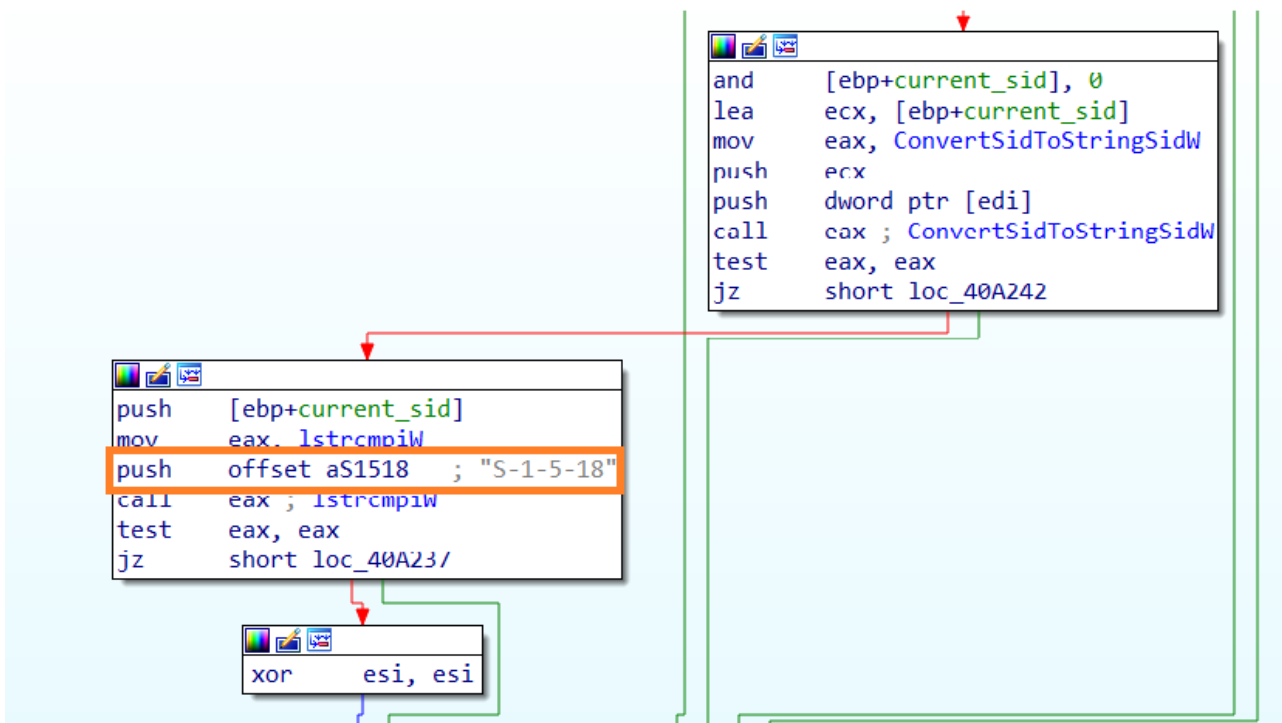 and [ebp+current_sid], 0
lea ecx, [ebp+current_sid]
mov eax, ConvertSidToStringSidW
push ecx
push dword ptr [edi]
call eax ; ConvertSidToStringSidW
test eax, eax
jz short loc_40A242
push [ebp+current_sid]
mov eax, lstrcmpiW
push offset aS1518 ; "S-1-5-18"
call eax ; lstrcmpiW
test eax, eax
jz short loc_40A237
xor esi, esi